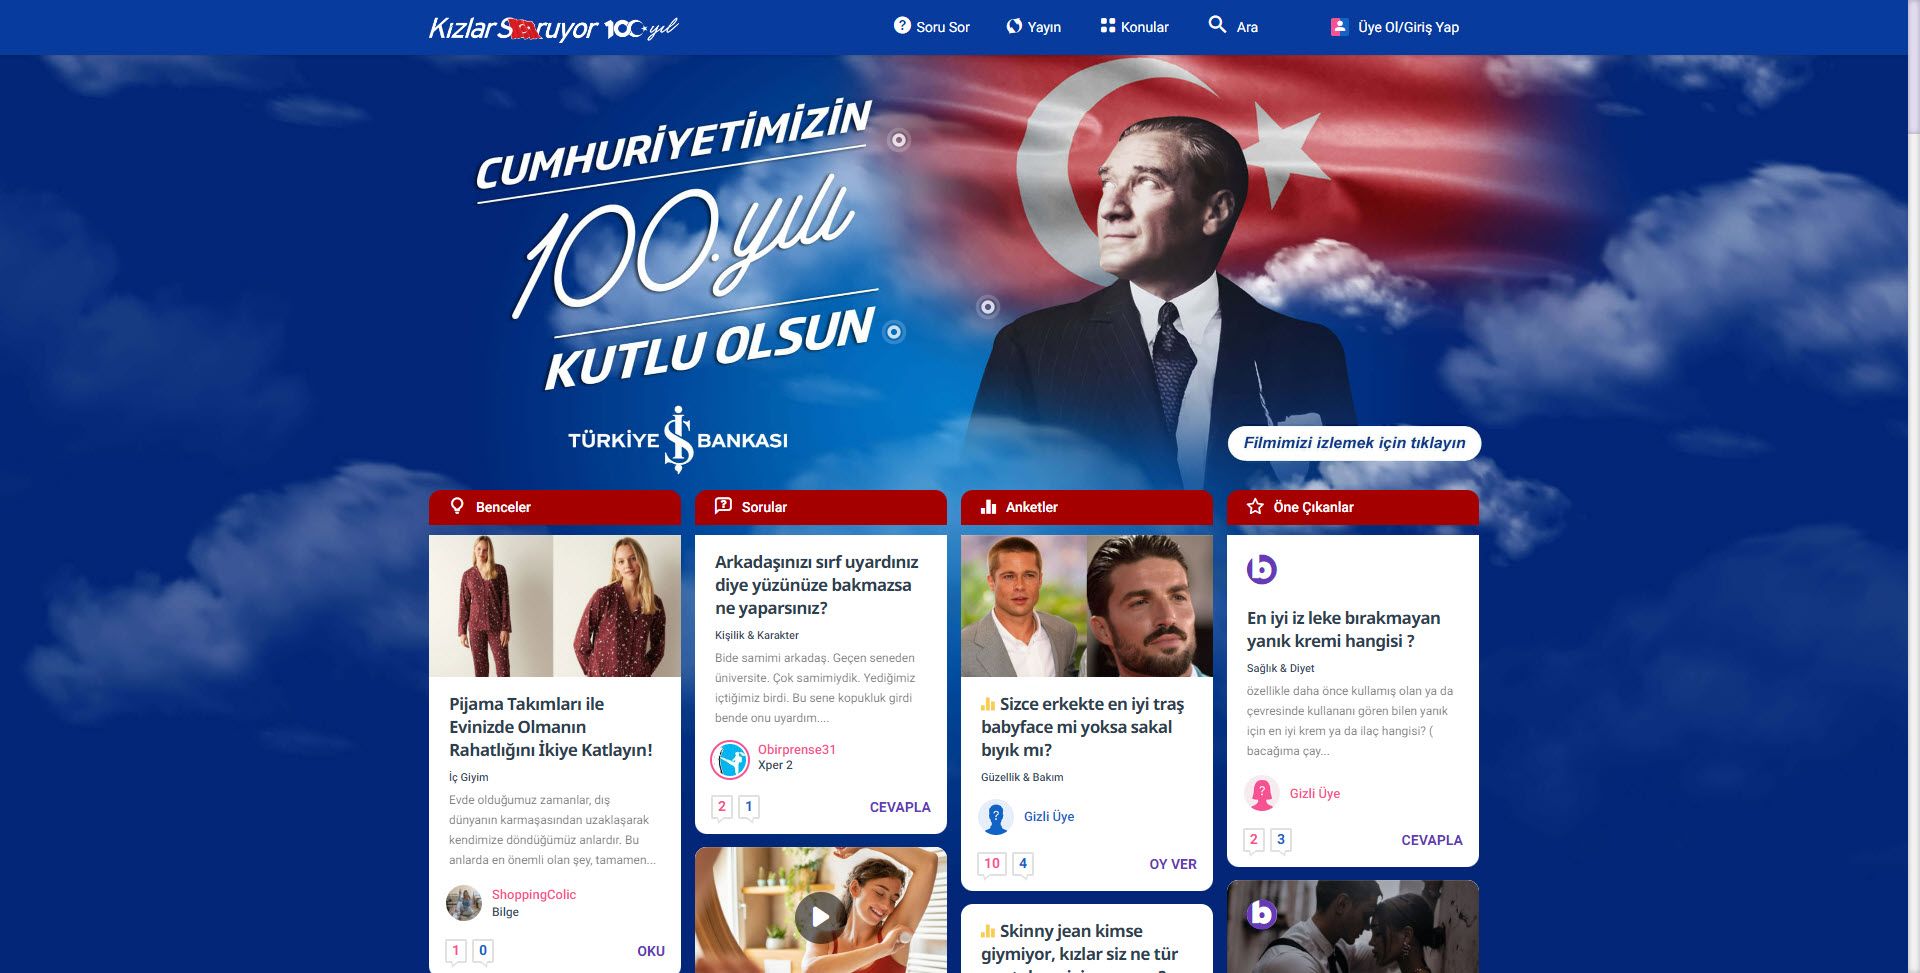 Kızlar Soruyor 100.yıl
Soru Sor
Yayın
Konular
Ara
Üye Ol/Giriş Yap
CUMHURİYETİMİZİN
100.yılı
KUTLU OLSUN
TÜRKİYE İŞ BANKASI
Filmimizi izlemek için tıklayın
Benceler
Pijama Takımları ile
Evinizde Olmanın
Rahatlığını İkiye Katlayın!
İç Giyim
Evde olduğumuz zamanlar, dış
dünyanın karmaşasından uzaklaşarak
kendimize döndüğümüz anlardır. Bu
anlarda en önemli olan şey, tamamen...
ShoppingColic
Bilge
1 0
OKU
Sorular
Arkadaşınızı sırf uyardınız
diye yüzünüze bakmazsa
ne yaparsınız?
Kişilik & Karakter
Bide samimi arkadaş. Geçen seneden
üniversite. Çok samimiydik. Yediğimiz
içtiğimiz birdi. Bu sene kopukluk girdi
bende onu uyardım....
Obirprense31
Xper 2
2 1
CEVAPLA
Anketler
Sizce erkekte en iyi traş
babyface mi yoksa sakal
bıyık mı?
Güzellik & Bakım
Gizli Üye
10 4
OY VER
Skinny jean kimse
giymiyor, kızlar siz ne tür
Öne Çıkanlar
b
En iyi iz leke bırakmayan
yanık kremi hangisi ?
Sağlık & Diyet
özellikle daha önce kullamış olan ya da
çevresinde kullananı gören bilen yanık
için en iyi krem ya da ilaç hangisi? (
bacağıma çay...
Gizli Üye
2 3
CEVAPLA
b